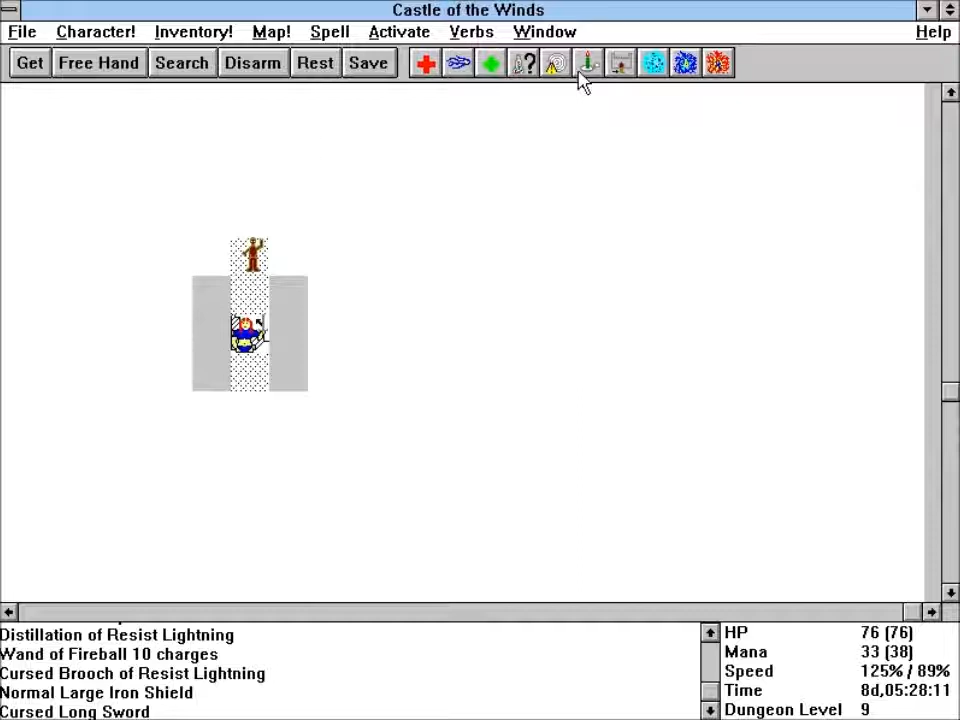 Castle of the Winds
File Character! Inventory! Map! Spell Activate Verbs Window Help
Get Free Hand Search Disarm Rest Save
?
Distillation of Resist Lightning
Wand of Fireball 10 charges
Cursed Brooch of Resist Lightning
Normal Large Iron Shield
Cursed Long Sword
HP 76 (76)
Mana 33 (38)
Speed 125% / 89%
Time 8d,05:28:11
Dungeon Level 9